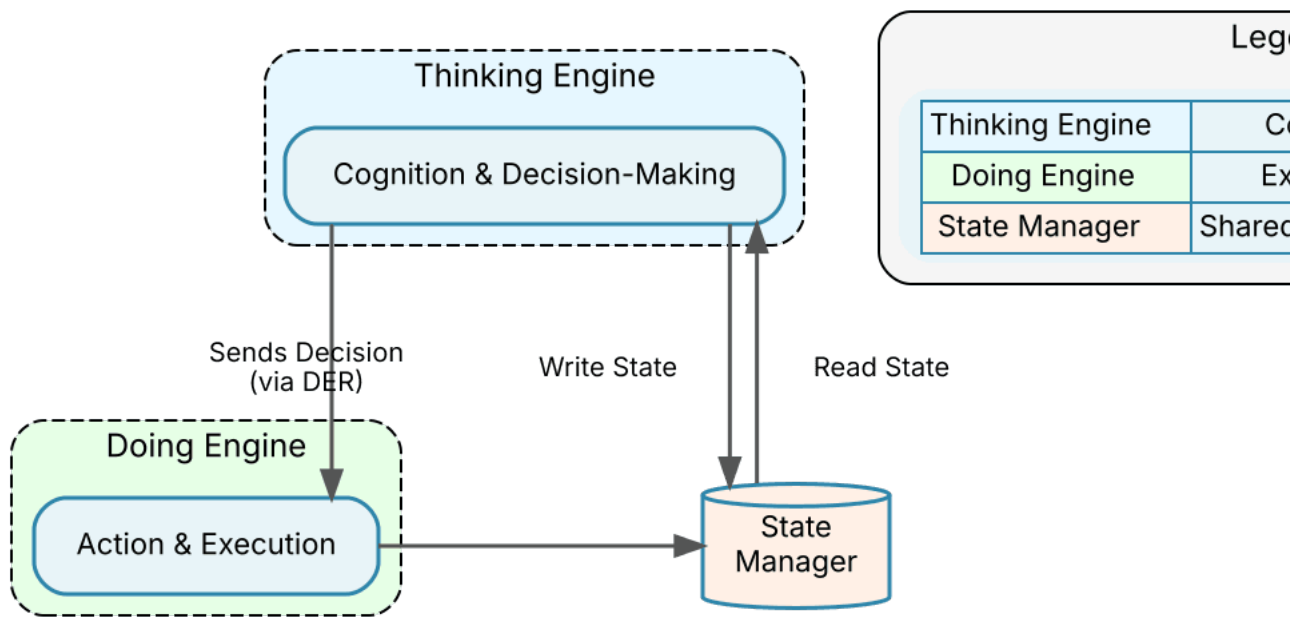 Thinking Engine
Cognition & Decision-Making
Sends Decision
(via DER)
Write State
Read State
Doing Engine
Action & Execution
State
Manager
Thinking Engine
Doing Engine
State Manager
Shared